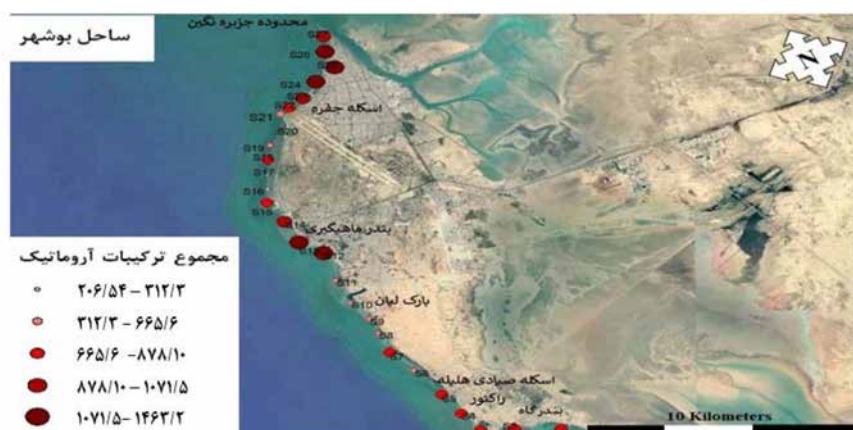 محدوده جزیره نگین
ساحل بوشهر
N
S24
اسکله جفره
S21
S20
S19
S17
S16
S15
بندر ماهیگیری
S11
S10
پارک لیان
S9
S8
S7
S6
اسکله صیادی هلیله
راکتور
بندرگاه
10 Kilometers
مجموع ترکیبات آروماتیک
۲۰۶/۵۴ – ۳۱۲/۳
۳۱۲/۳ – ۶۶۵/۶
۶۶۵/۶ – ۸۷۸/۱۰
۸۷۸/۱۰ – ۱۰۷۱/۵
۱۰۷۱/۵ – ۱۴۶۳/۲